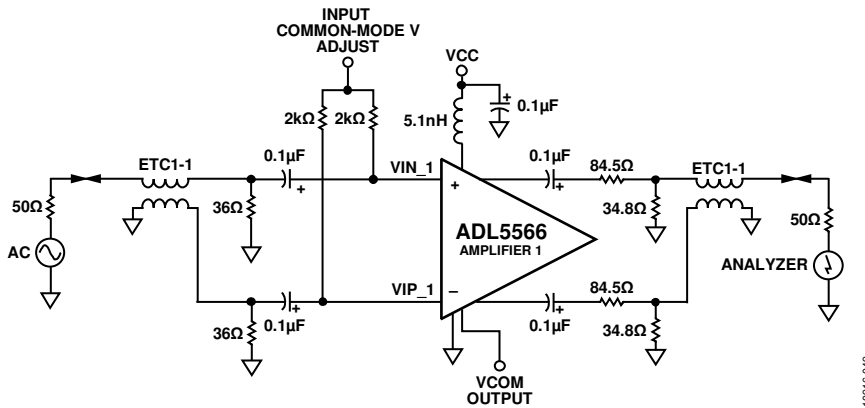 INPUT
COMMON-MODE V
ADJUST
VCC
0.1µF
5.1nH
2kΩ
2kΩ
ETC1-1
0.1µF
VIN_1
0.1µF
84.5Ω
ETC1-1
50Ω
36Ω
+
+
+
34.8Ω
50Ω
AC
ADL5566
AMPLIFIER 1
ANALYZER
VIP_1
–
84.5Ω
36Ω
0.1µF
+
+
0.1µF
34.8Ω
+
VCOM
OUTPUT